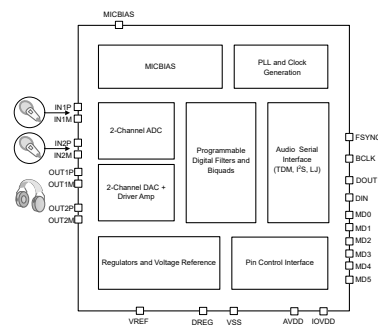 MICBIAS
MICBIAS
PLL and Clock
Generation
IN1P
IN1M
IN2P
IN2M
OUT1P
OUT1M
OUT2P
OUT2M
2-Channel ADC
2-Channel DAC +
Driver Amp
Programmable
Digital Filters and
Biquads
Audio Serial
Interface
(TDM, I²S, LJ)
FSYNC
BCLK
DOUT
DIN
MD0
MD1
MD2
MD3
MD4
MD5
Regulators and Voltage Reference
Pin Control Interface
VREF
DREG
VSS
AVDD
IOVDD